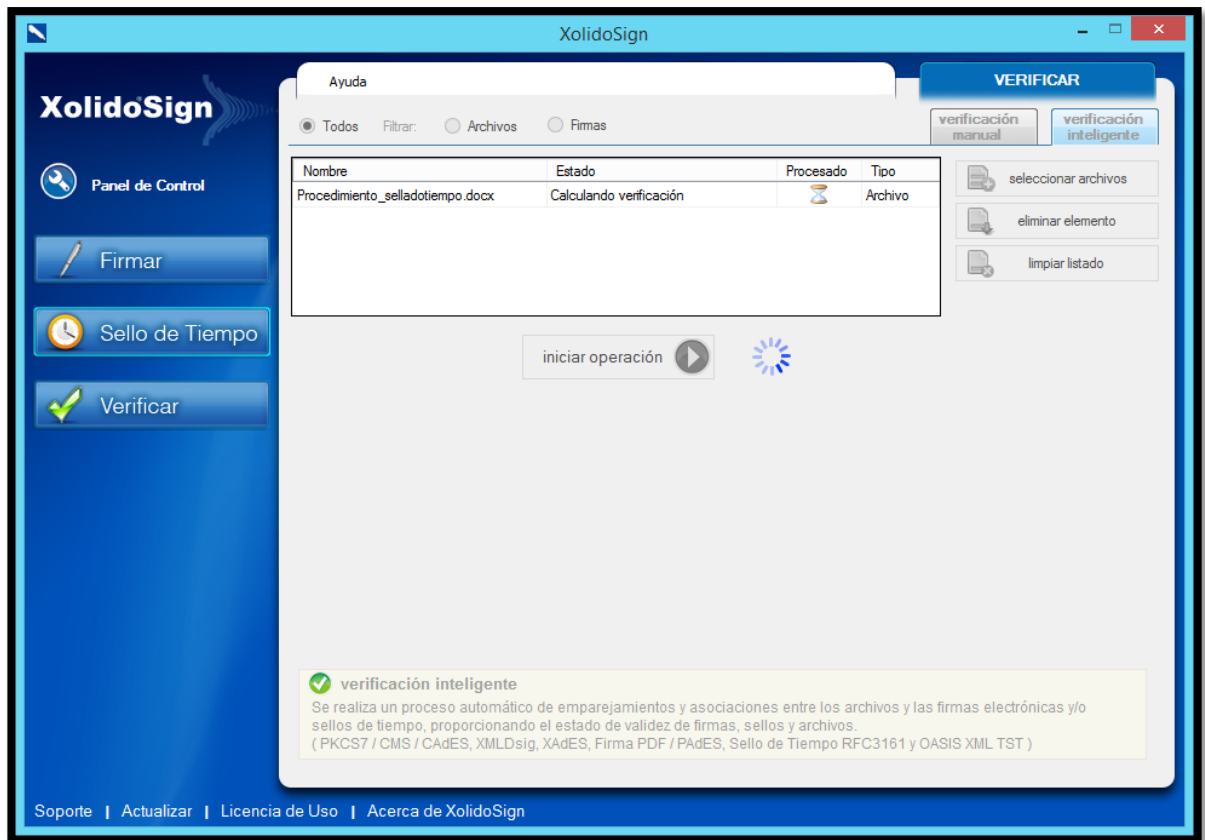 XolidoSign
XolidoSign
Panel de Control
Firmar
Sello de Tiempo
Verificar
Ayuda
VERIFICAR
Todos Filtrar: Archivos Firmas
verificación manual
verificación inteligente
Nombre Estado Procesado Tipo
Procedimiento_selladotiempo.docx Calculando verificación Archivo
seleccionar archivos
eliminar elemento
limpiar listado
iniciar operación
verificación inteligente
Se realiza un proceso automático de emparejamientos y asociaciones entre los archivos y las firmas electrónicas y/o
sellos de tiempo, proporcionando el estado de validez de firmas, sellos y archivos.
( PKCS7 / CMS / CAdES, XMLDsig, XAdES, Firma PDF / PAdES, Sello de Tiempo RFC3161 y OASIS XML TST )
Soporte | Actualizar | Licencia de Uso | Acerca de XolidoSign